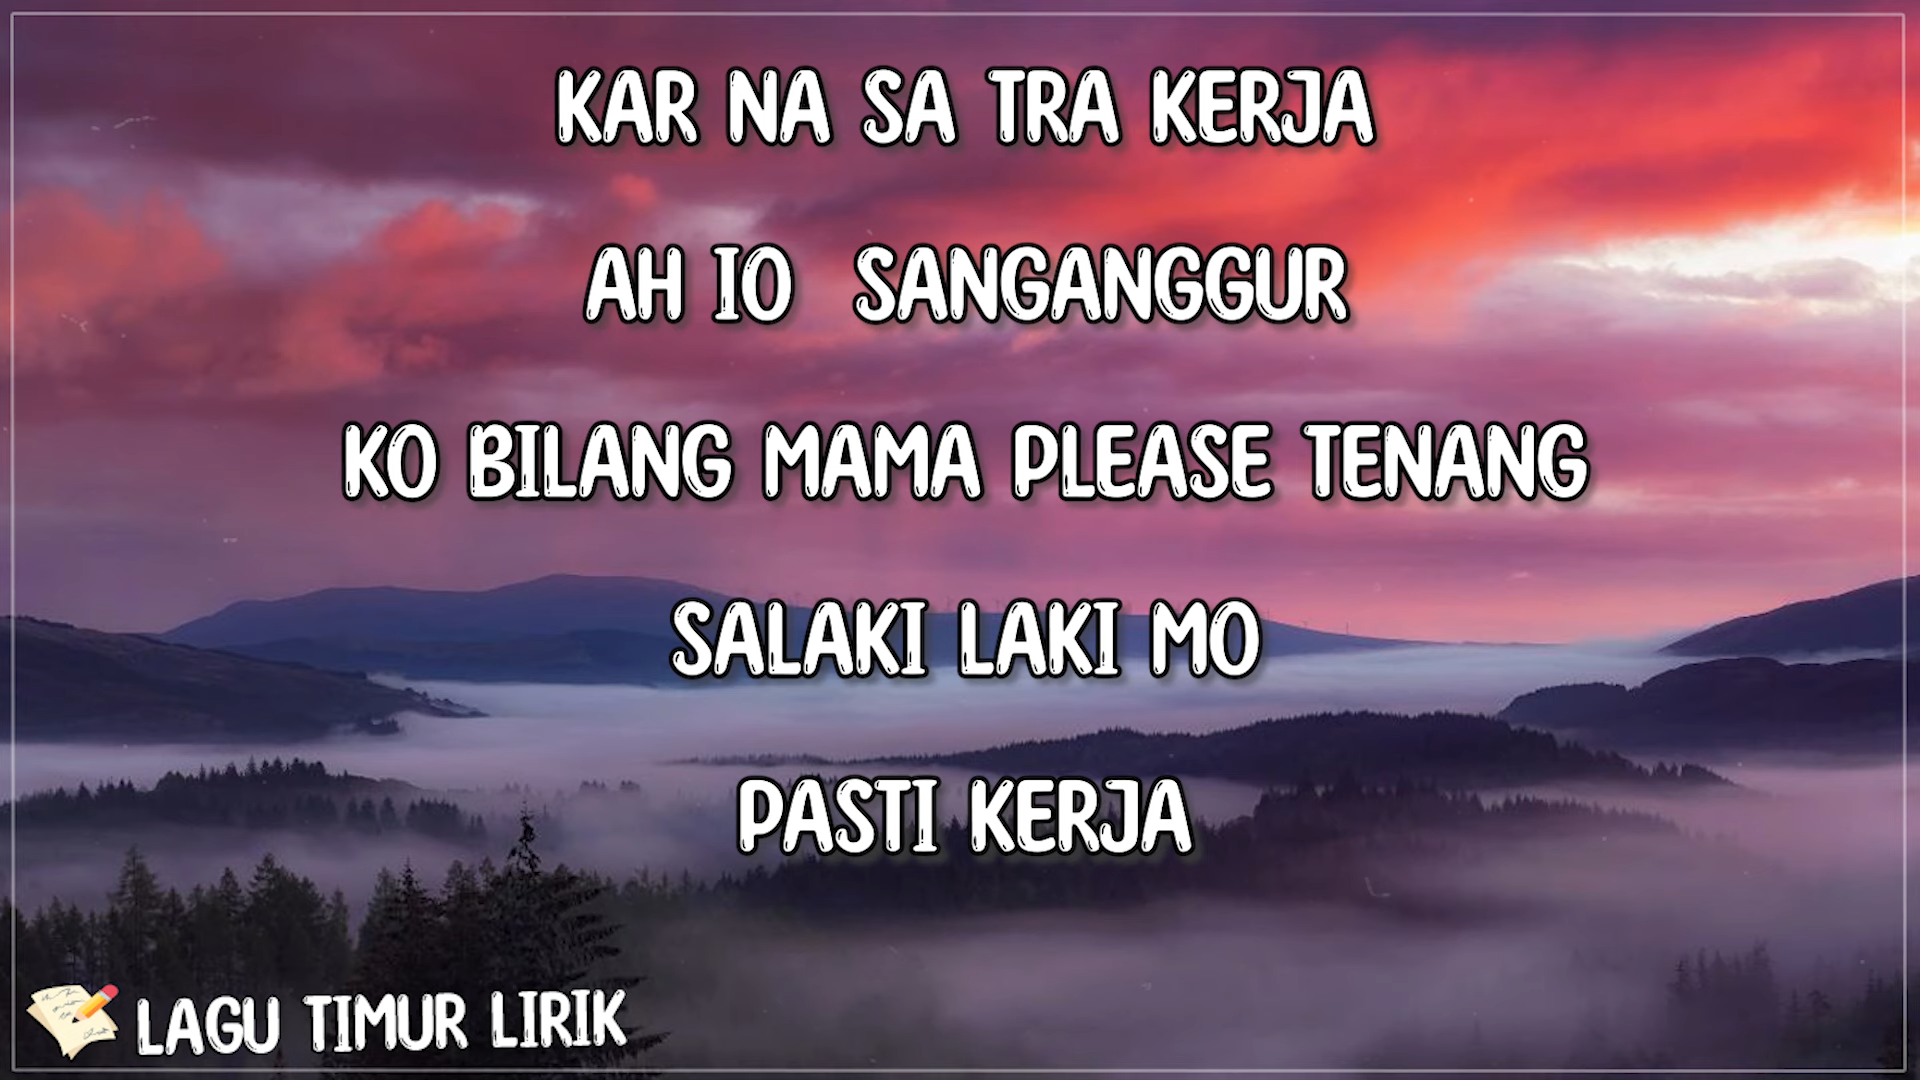 KAR NA SA TRA KERJA
AH IO SANGANGGUR
KO BILANG MAMA PLEASE TENANG
SALAKI LAKI MO
PASTI KERJA
LAGU TIMUR LIRIK